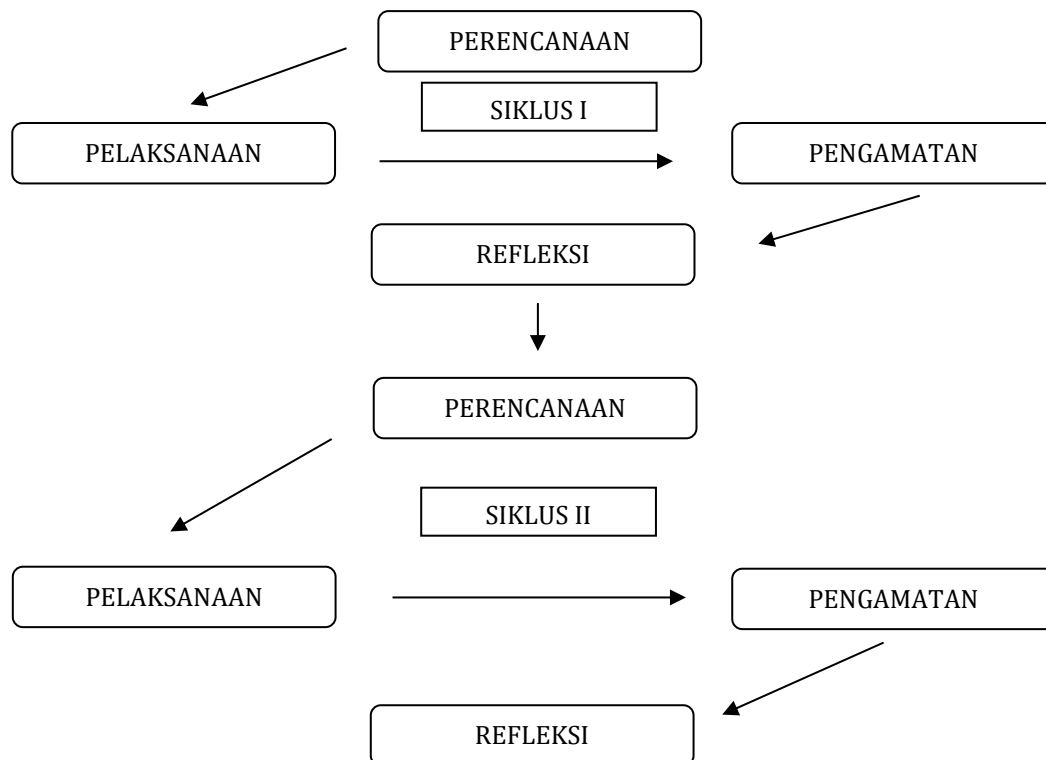 PERENCANAAN
SIKLUS I
PELAKSANAAN
PENGAMATAN
REFLEKSI
PERENCANAAN
SIKLUS II
PELAKSANAAN
PENGAMATAN
REFLEKSI